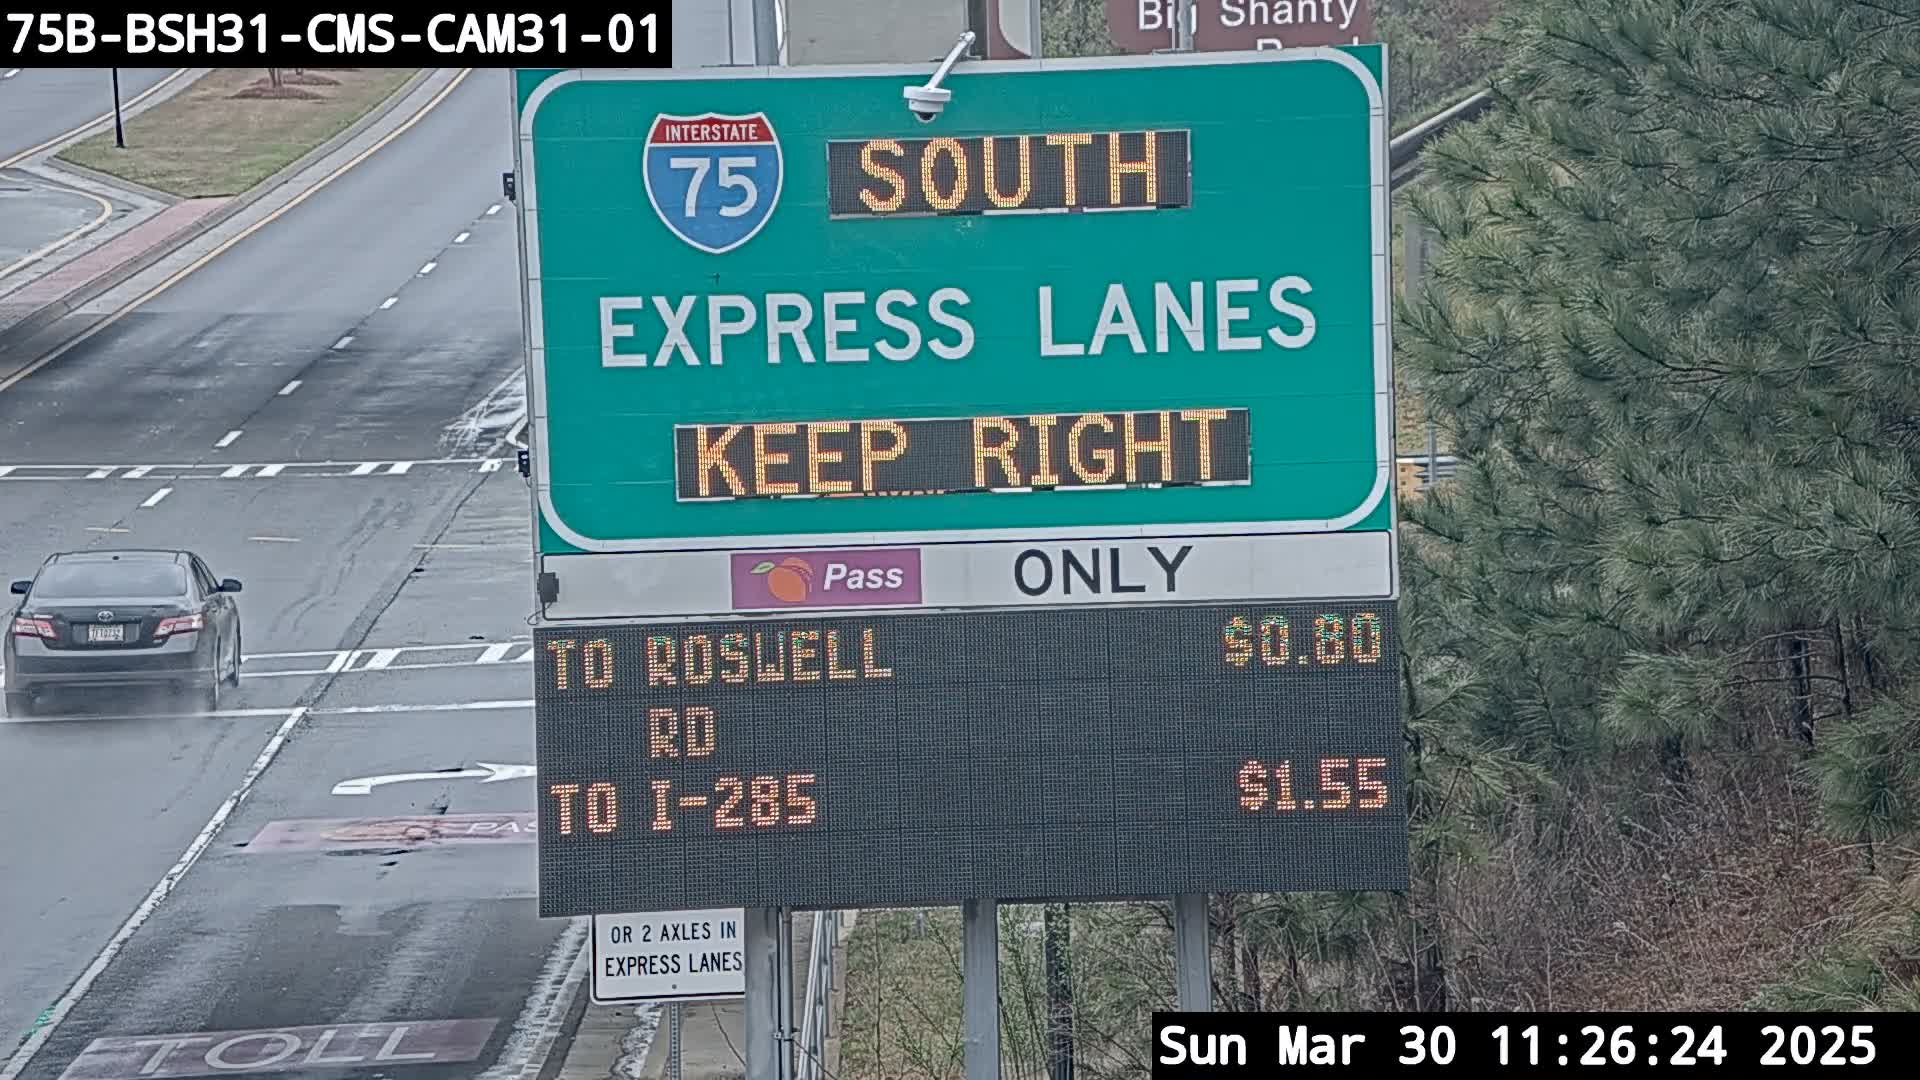 75B-BSH31-CMS-CAM31-01
Big Shanty
INTERSTATE
75
SOUTH
EXPRESS LANES
KEEP RIGHT
Pass
ONLY
TO ROSWELL $0.80
RD
TO I-285 $1.55
OR 2 AXLES IN
EXPRESS LANES
TOLL
Sun Mar 30 11:26:24 2025